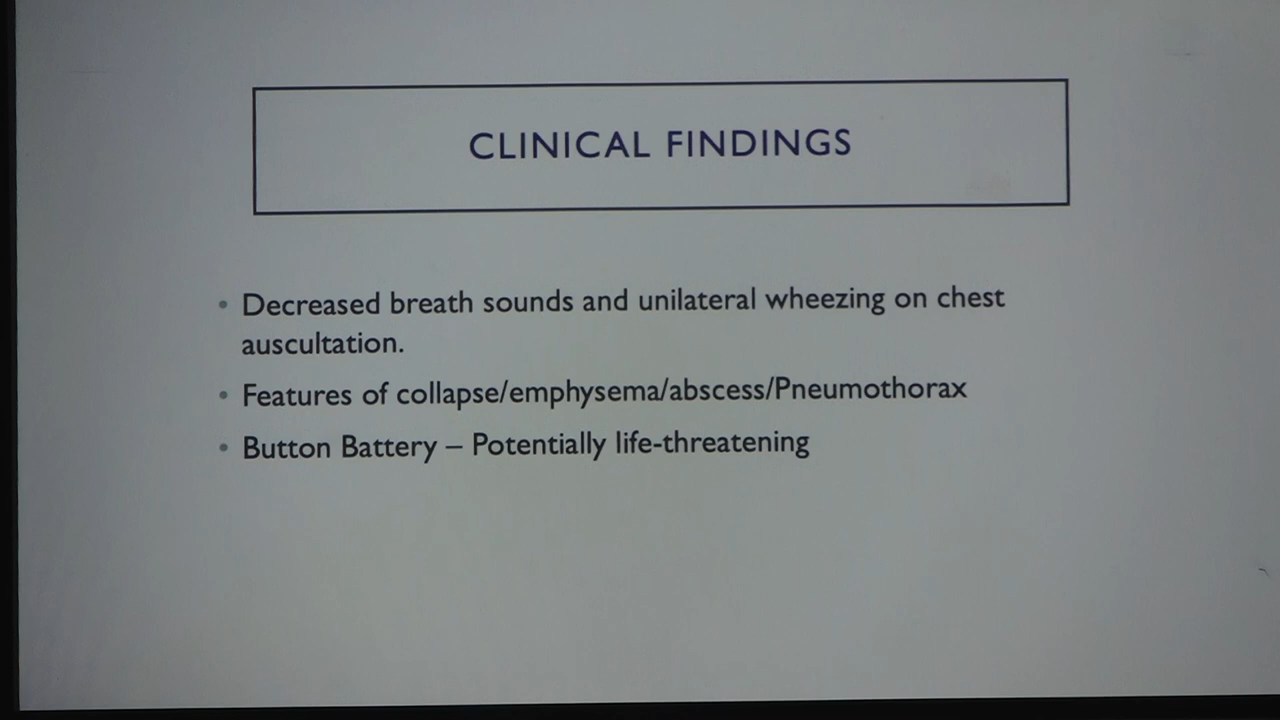 CLINICAL FINDINGS
• Decreased breath sounds and unilateral wheezing on chest
auscultation.
• Features of collapse/emphysema/abscess/Pneumothorax
• Button Battery – Potentially life-threatening